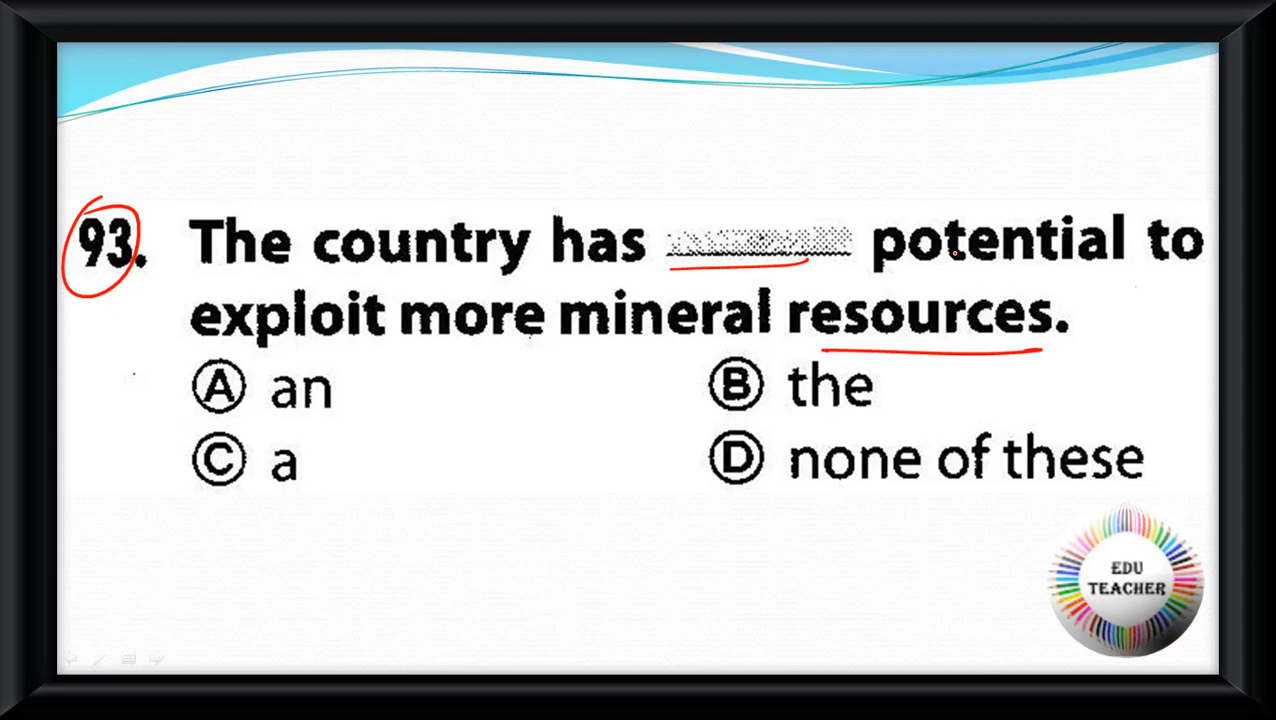 93. The country has potential to
exploit more mineral resources.
A an
B the
C a
D none of these
EDU
TEACHER